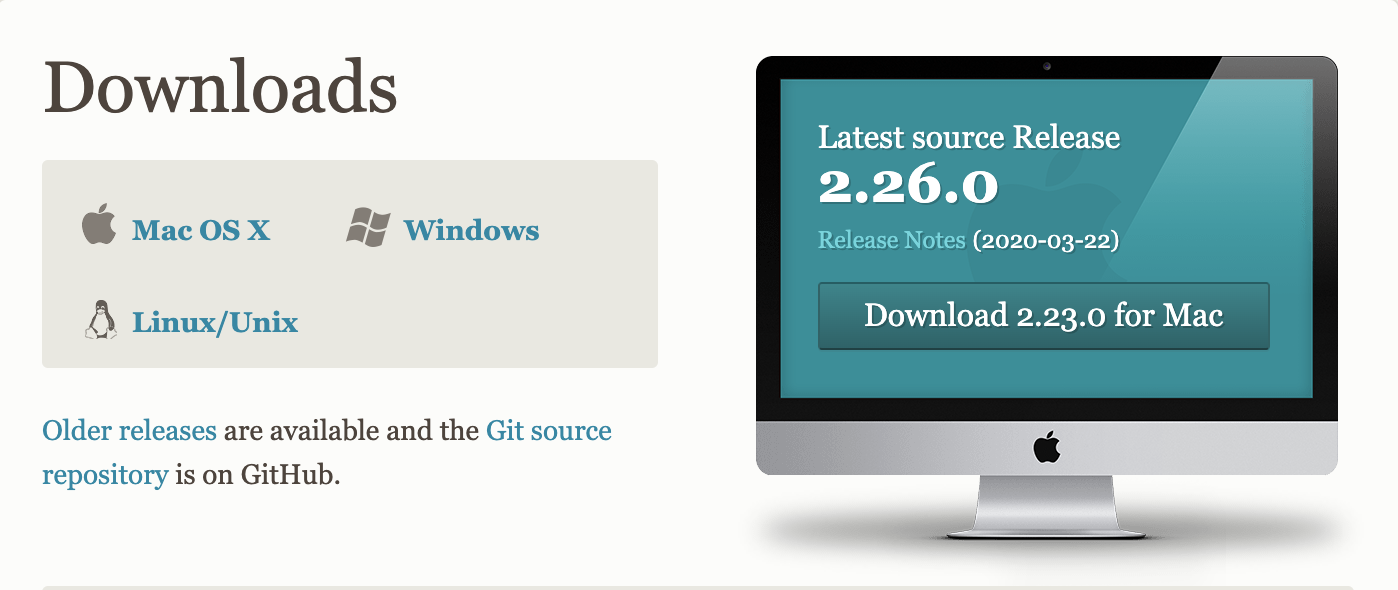 Downloads
Mac OS X
Windows
Linux/Unix
Older releases are available and the Git source
repository is on GitHub.
Latest source Release
2.26.0
Release Notes (2020-03-22)
Download 2.23.0 for Mac